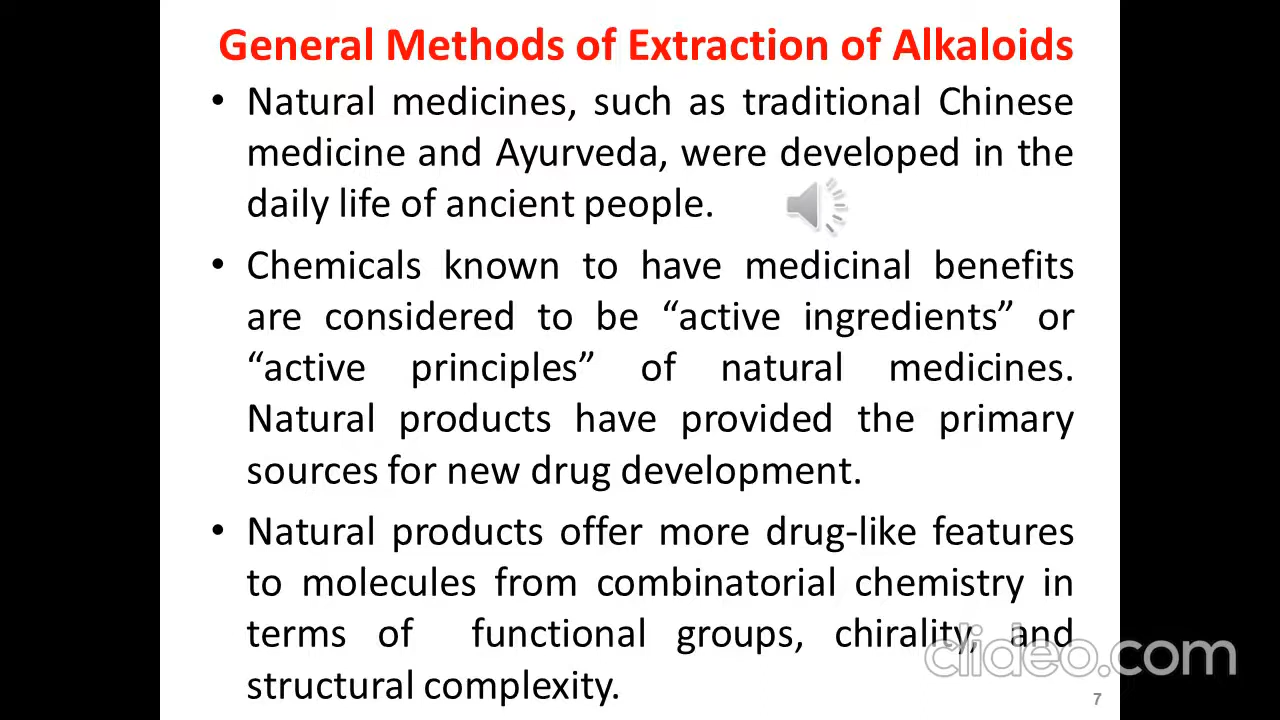 General Methods of Extraction of Alkaloids
• Natural medicines, such as traditional Chinese
medicine and Ayurveda, were developed in the
daily life of ancient people.
• Chemicals known to have medicinal benefits
are considered to be “active ingredients” or
“active principles” of natural medicines.
Natural products have provided the primary
sources for new drug development.
• Natural products offer more drug-like features
to molecules from combinatorial chemistry in
terms of functional groups, chirality, and
structural complexity.
clideo.com
7